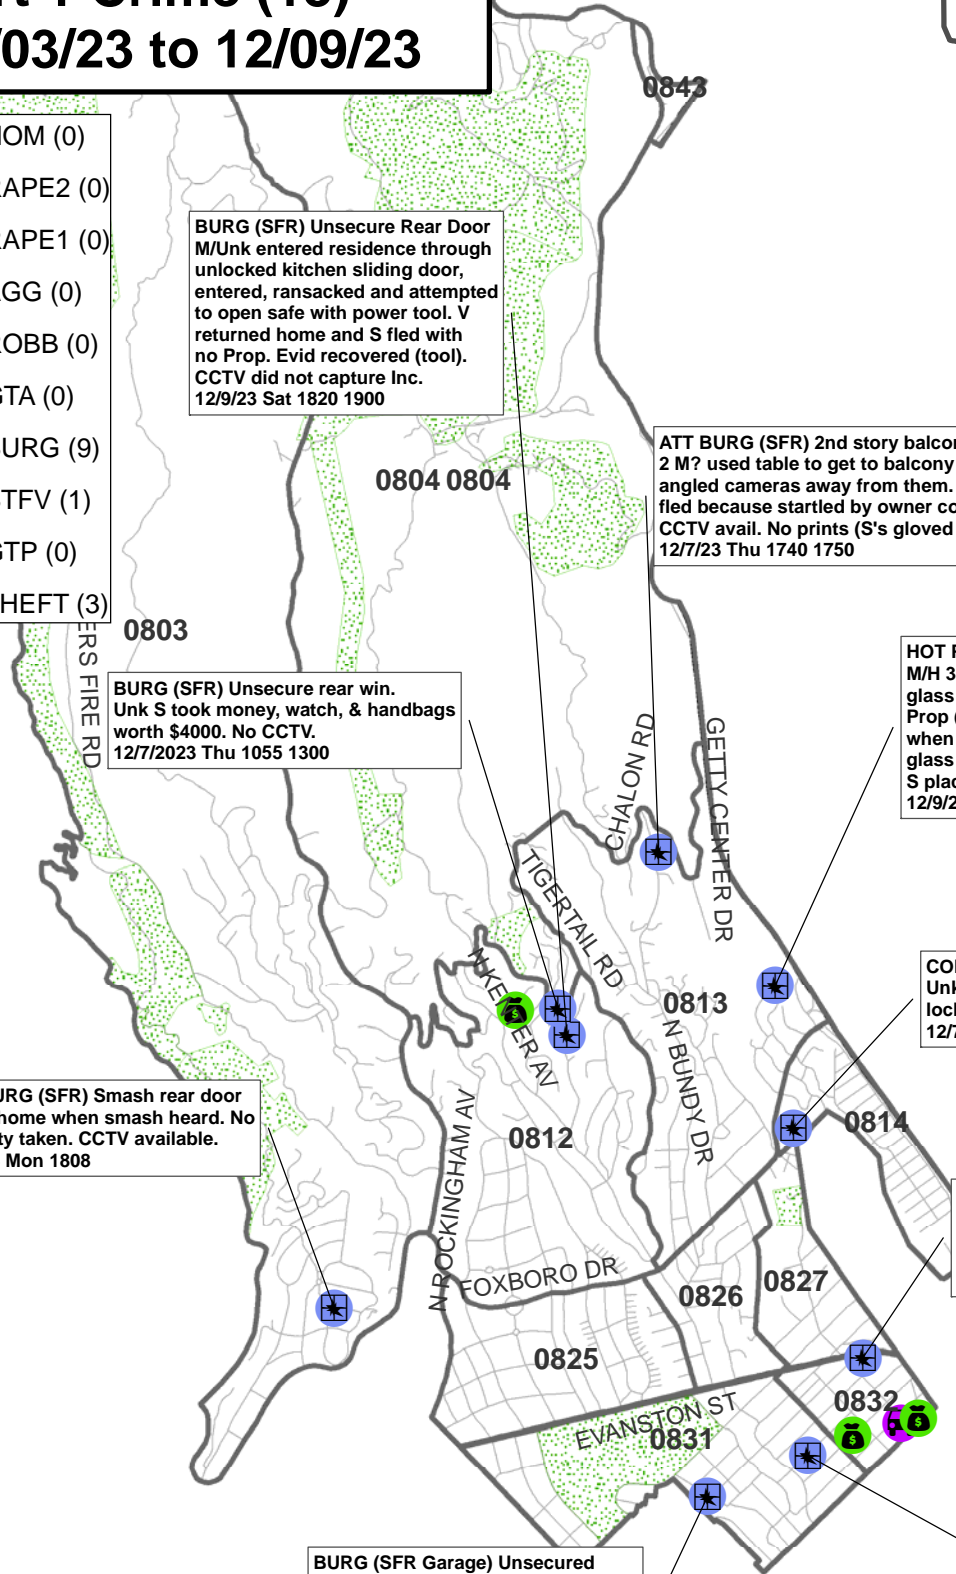 /03/23 to 12/09/23
OM (0)
APE2 (0)
APE1 (0)
GG (0)
OBB (0)
TA (0)
URG (9)
TFV (1)
TP (0)
HEFT (3)
0843
BURG (SFR) Unsecure Rear Door
M/Unk entered residence through
unlocked kitchen sliding door,
entered, ransacked and attempted
to open safe with power tool. V
returned home and S fled with
no Prop. Evid recovered (tool).
CCTV did not capture Inc.
12/9/23 Sat 1820 1900
0804 0804
ATT BURG (SFR) 2nd story balcon
2 M? used table to get to balcony
angled cameras away from them.
fled because startled by owner co
CCTV avail. No prints (S's gloved
12/7/23 Thu 1740 1750
0803
ERS FIRE RD
BURG (SFR) Unsecure rear win.
Unk S took money, watch, & handbags
worth $4000. No CCTV.
12/7/2023 Thu 1055 1300
HOT
M/H 3
glass
Prop (
when
glass
S plac
12/9/2
CHALON RD
GETTY CENTER DR
TIGERTAIL RD
N KENTER AV
0813
N BUNDY DR
Unk
lock
12/7
URG (SFR) Smash rear door
home when smash heard. No
ty taken. CCTV available.
Mon 1808
0812
0814
N ROCKINGHAM AV
FOXBORO DR
0826
0827
0825
0832
EVANSTON ST
0831
BURG (SFR Garage) Unsecured